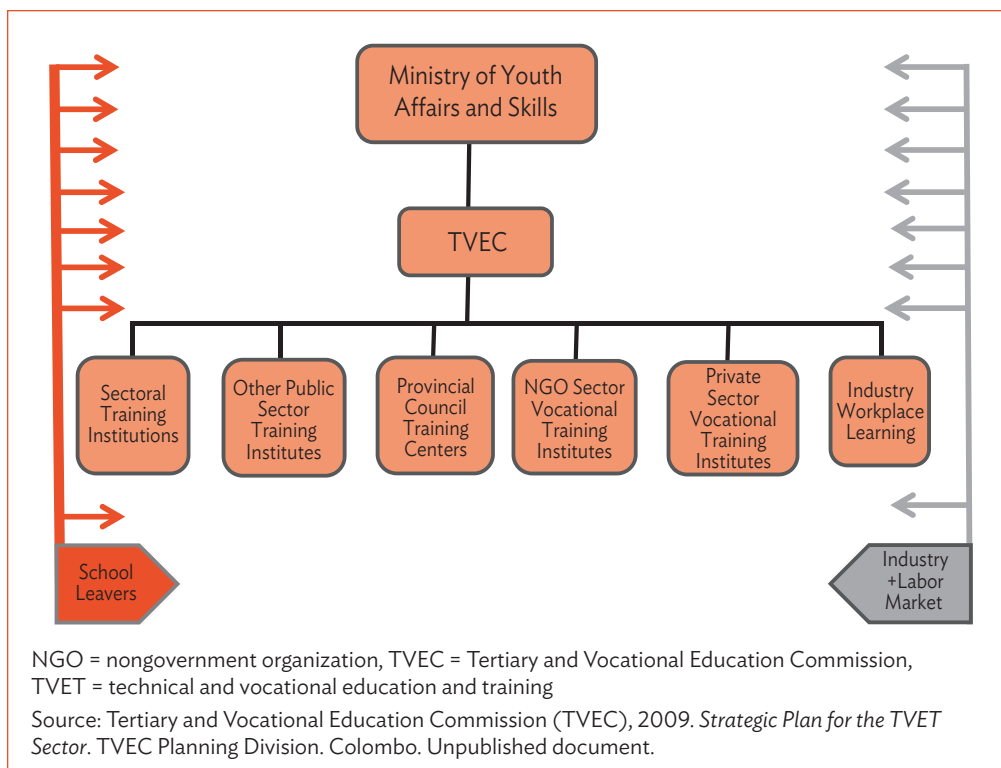 Ministry of Youth
Affairs and Skills
TVEC
Sectoral
Training
Institutions
Other Public
Sector
Training
Institutes
Provincial
Council
Training
Centers
NGO Sector
Vocational
Training
Institutes
Private
Sector
Vocational
Training
Institutes
Industry
Workplace
Learning
School
Leavers
Industry
+Labor
Market
NGO = nongovernment organization, TVEC = Tertiary and Vocational Education Commission,
TVET = technical and vocational education and training
Source: Tertiary and Vocational Education Commission (TVEC), 2009. Strategic Plan for the TVET
Sector. TVEC Planning Division. Colombo. Unpublished document.